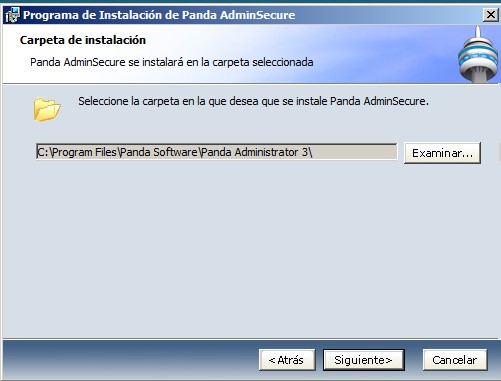 Programa de Instalación de Panda AdminSecure
Carpeta de instalación
Panda AdminSecure se instalará en la carpeta seleccionada
Seleccione la carpeta en la que desea que se instale Panda AdminSecure.
C:\Program Files\Panda Software\Panda Administrator 3\
Examinar...
<Atrás
Siguiente>
Cancelar